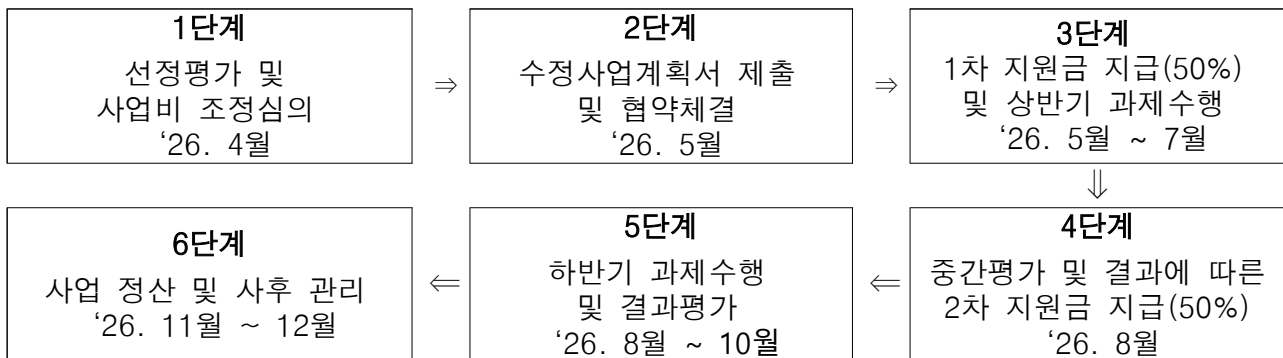 1단계
선정평가 및
사업비 조정심의
‘26. 4월
⇒
2단계
수정사업계획서 제출
및 협약체결
‘26. 5월
⇒
3단계
1차 지원금 지급(50%)
및 상반기 과제수행
‘26. 5월 ~ 7월
⇓
4단계
중간평가 및 결과에 따른
2차 지원금 지급(50%)
‘26. 8월
⇐
5단계
하반기 과제수행
및 결과평가
‘26. 8월 ~ 10월
⇐
6단계
사업 정산 및 사후 관리
‘26. 11월 ~ 12월